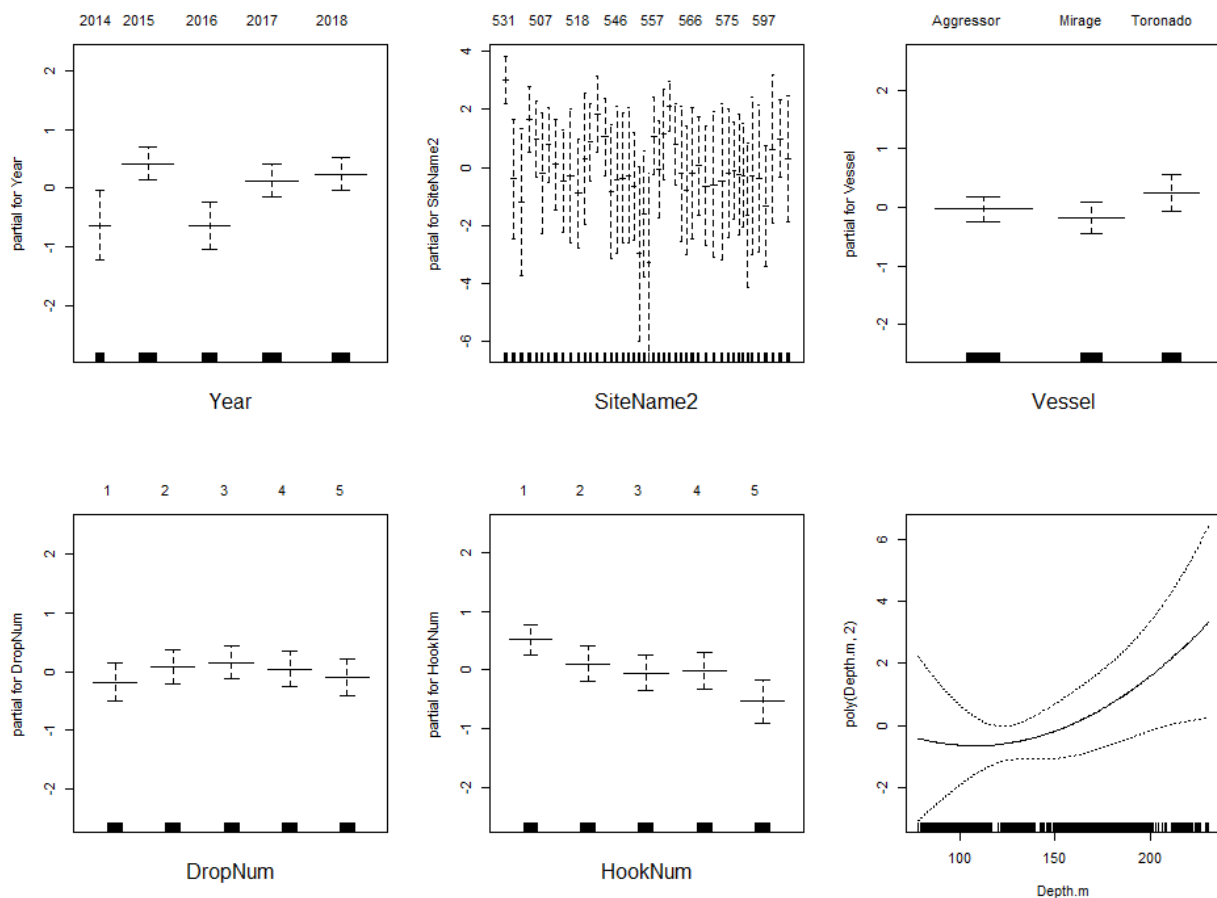 2014 2015 2016 2017 2018
partial for Year
2
1
0
-1
-2
Year
531 507 518 546 557 566 575 597
partial for SiteName2
4
2
0
-2
-4
-6
SiteName2
Aggressor Mirage Toronado
partial for Vessel
2
1
0
-1
-2
Vessel
1 2 3 4 5
partial for DropNum
2
1
0
-1
-2
DropNum
1 2 3 4 5
partial for HookNum
2
1
0
-1
-2
HookNum
poly(Depth.m, 2)
6
4
2
0
-2
100 150 200
Depth.m